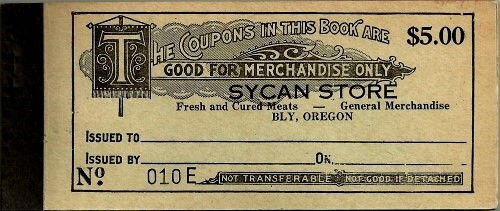 THE COUPONS IN THIS BOOK ARE $5.00
GOOD FOR MERCHANDISE ONLY
SYCAN STORE
Fresh and Cured Meats — General Merchandise
BLY, OREGON
ISSUED TO
ISSUED BY ON
No 010E NOT TRANSFERABLE NOT GOOD IF DETACHED